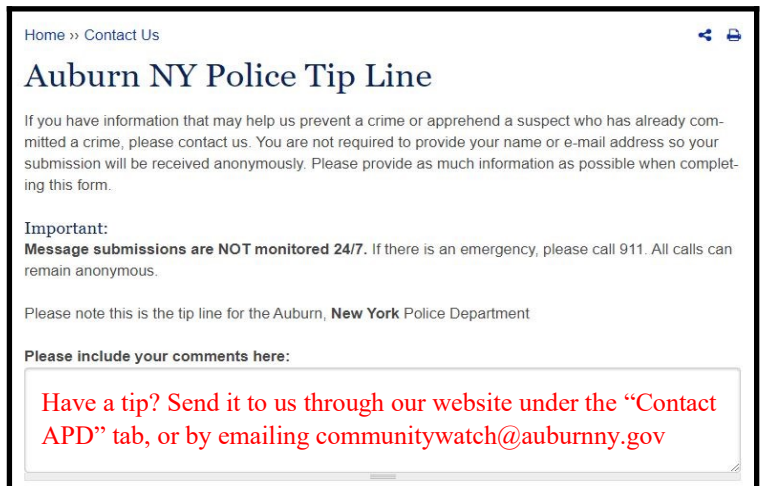 Home ›› Contact Us
Auburn NY Police Tip Line
If you have information that may help us prevent a crime or apprehend a suspect who has already com-
mitted a crime, please contact us. You are not required to provide your name or e-mail address so your
submission will be received anonymously. Please provide as much information as possible when complet-
ing this form.
Important:
Message submissions are NOT monitored 24/7. If there is an emergency, please call 911. All calls can
remain anonymous.
Please note this is the tip line for the Auburn, New York Police Department
Please include your comments here:
Have a tip? Send it to us through our website under the “Contact
APD” tab, or by emailing communitywatch@auburnny.gov